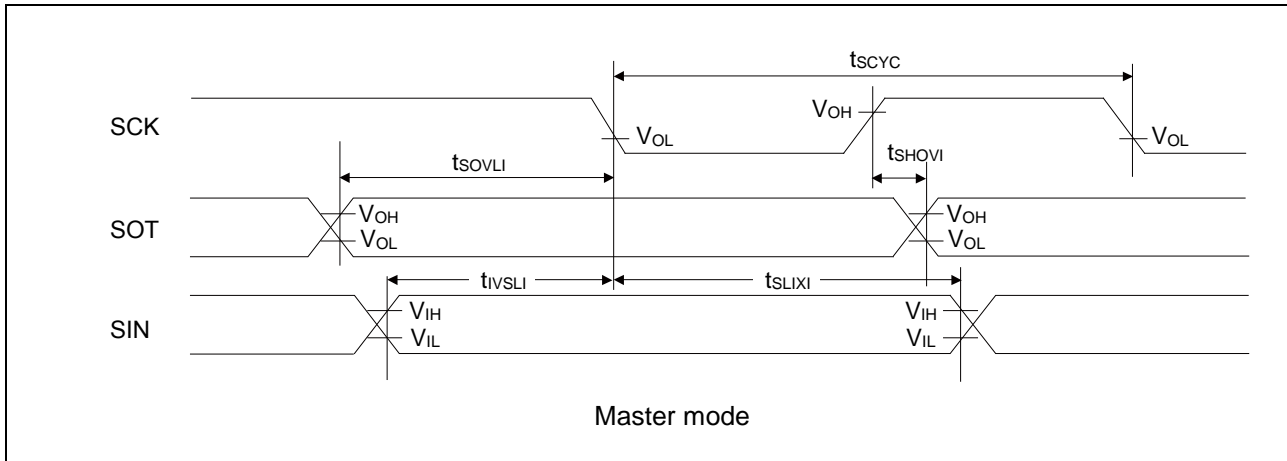 tSCYC
SCK
VOH
VOL
VOL
tSHOVI
tSOVLI
SOT
VOH
VOL
VOH
VOL
tIVSLI
tSLIXI
SIN
VIH
VIL
VIH
VIL
Master mode